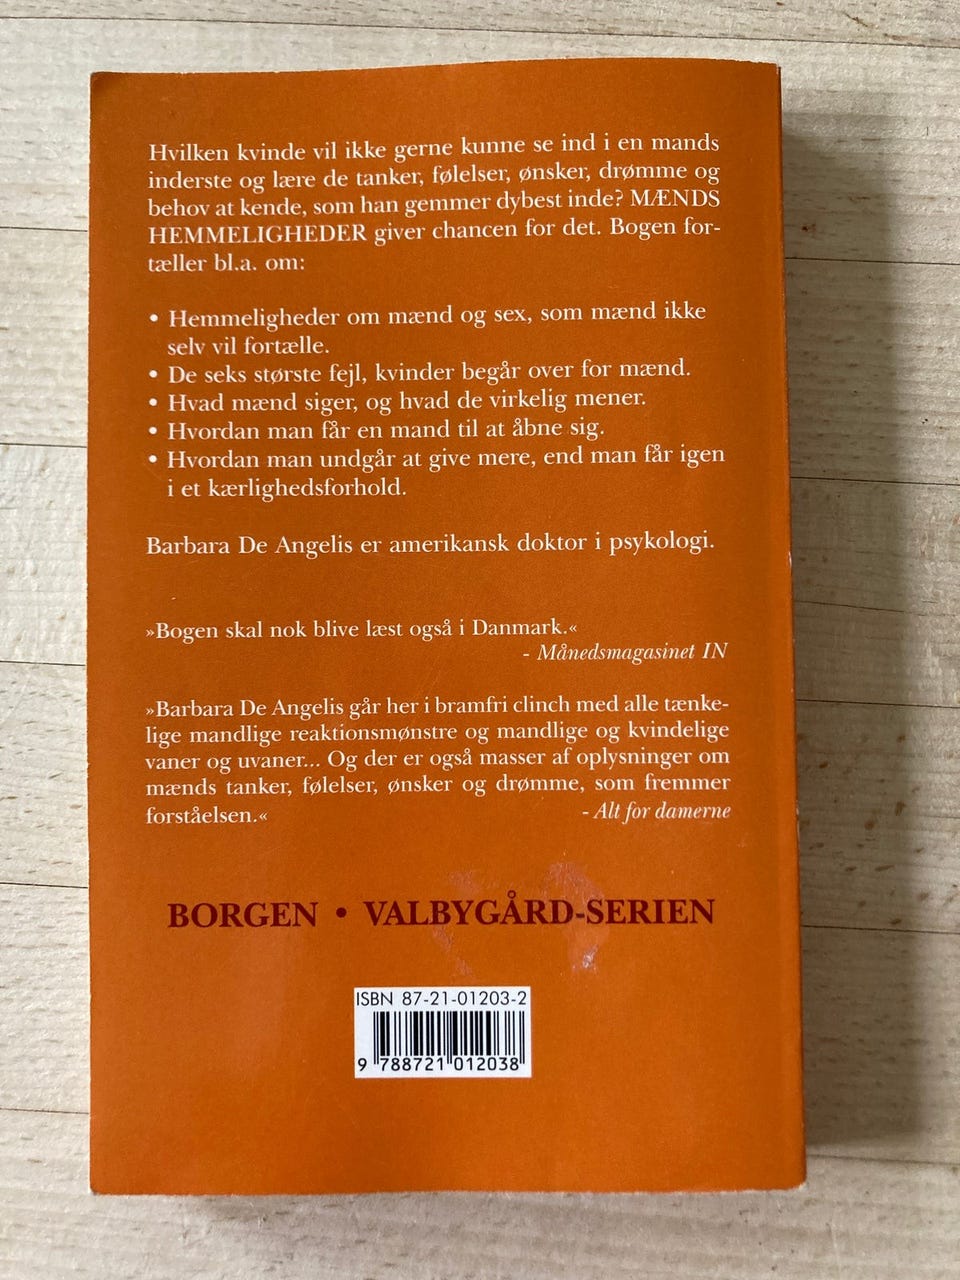 Hvilken kvinde vil ikke gerne kunne se ind i en mands
inderste og lære de tanker, følelser, ønsker, drømme og
behov at kende, som han gemmer dybest inde? MÆNDS
HEMMELIGHEDER giver chancen for det. Bogen for-
tæller bl.a. om:
• Hemmeligheder om mænd og sex, som mænd ikke
selv vil fortælle.
• De seks største fejl, kvinder begår over for mænd.
• Hvad mænd siger, og hvad de virkelig mener.
• Hvordan man får en mand til at åbne sig.
• Hvordan man undgår at give mere, end man får igen
i et kærlighedsforhold.
Barbara De Angelis er amerikansk doktor i psykologi.
»Bogen skal nok blive læst også i Danmark.«
- Månedsmagasinet IN
»Barbara De Angelis går her i bramfri clinch med alle tænke-
lige mandlige reaktionsmønstre og mandlige og kvindelige
vaner og uvaner... Og der er også masser af oplysninger om
mænds tanker, følelser, ønsker og drømme, som fremmer
forståelsen.« - Alt for damerne
BORGEN • VALBYGÅRD-SERIEN
ISBN 87-21-01203-2
9 788721 012038